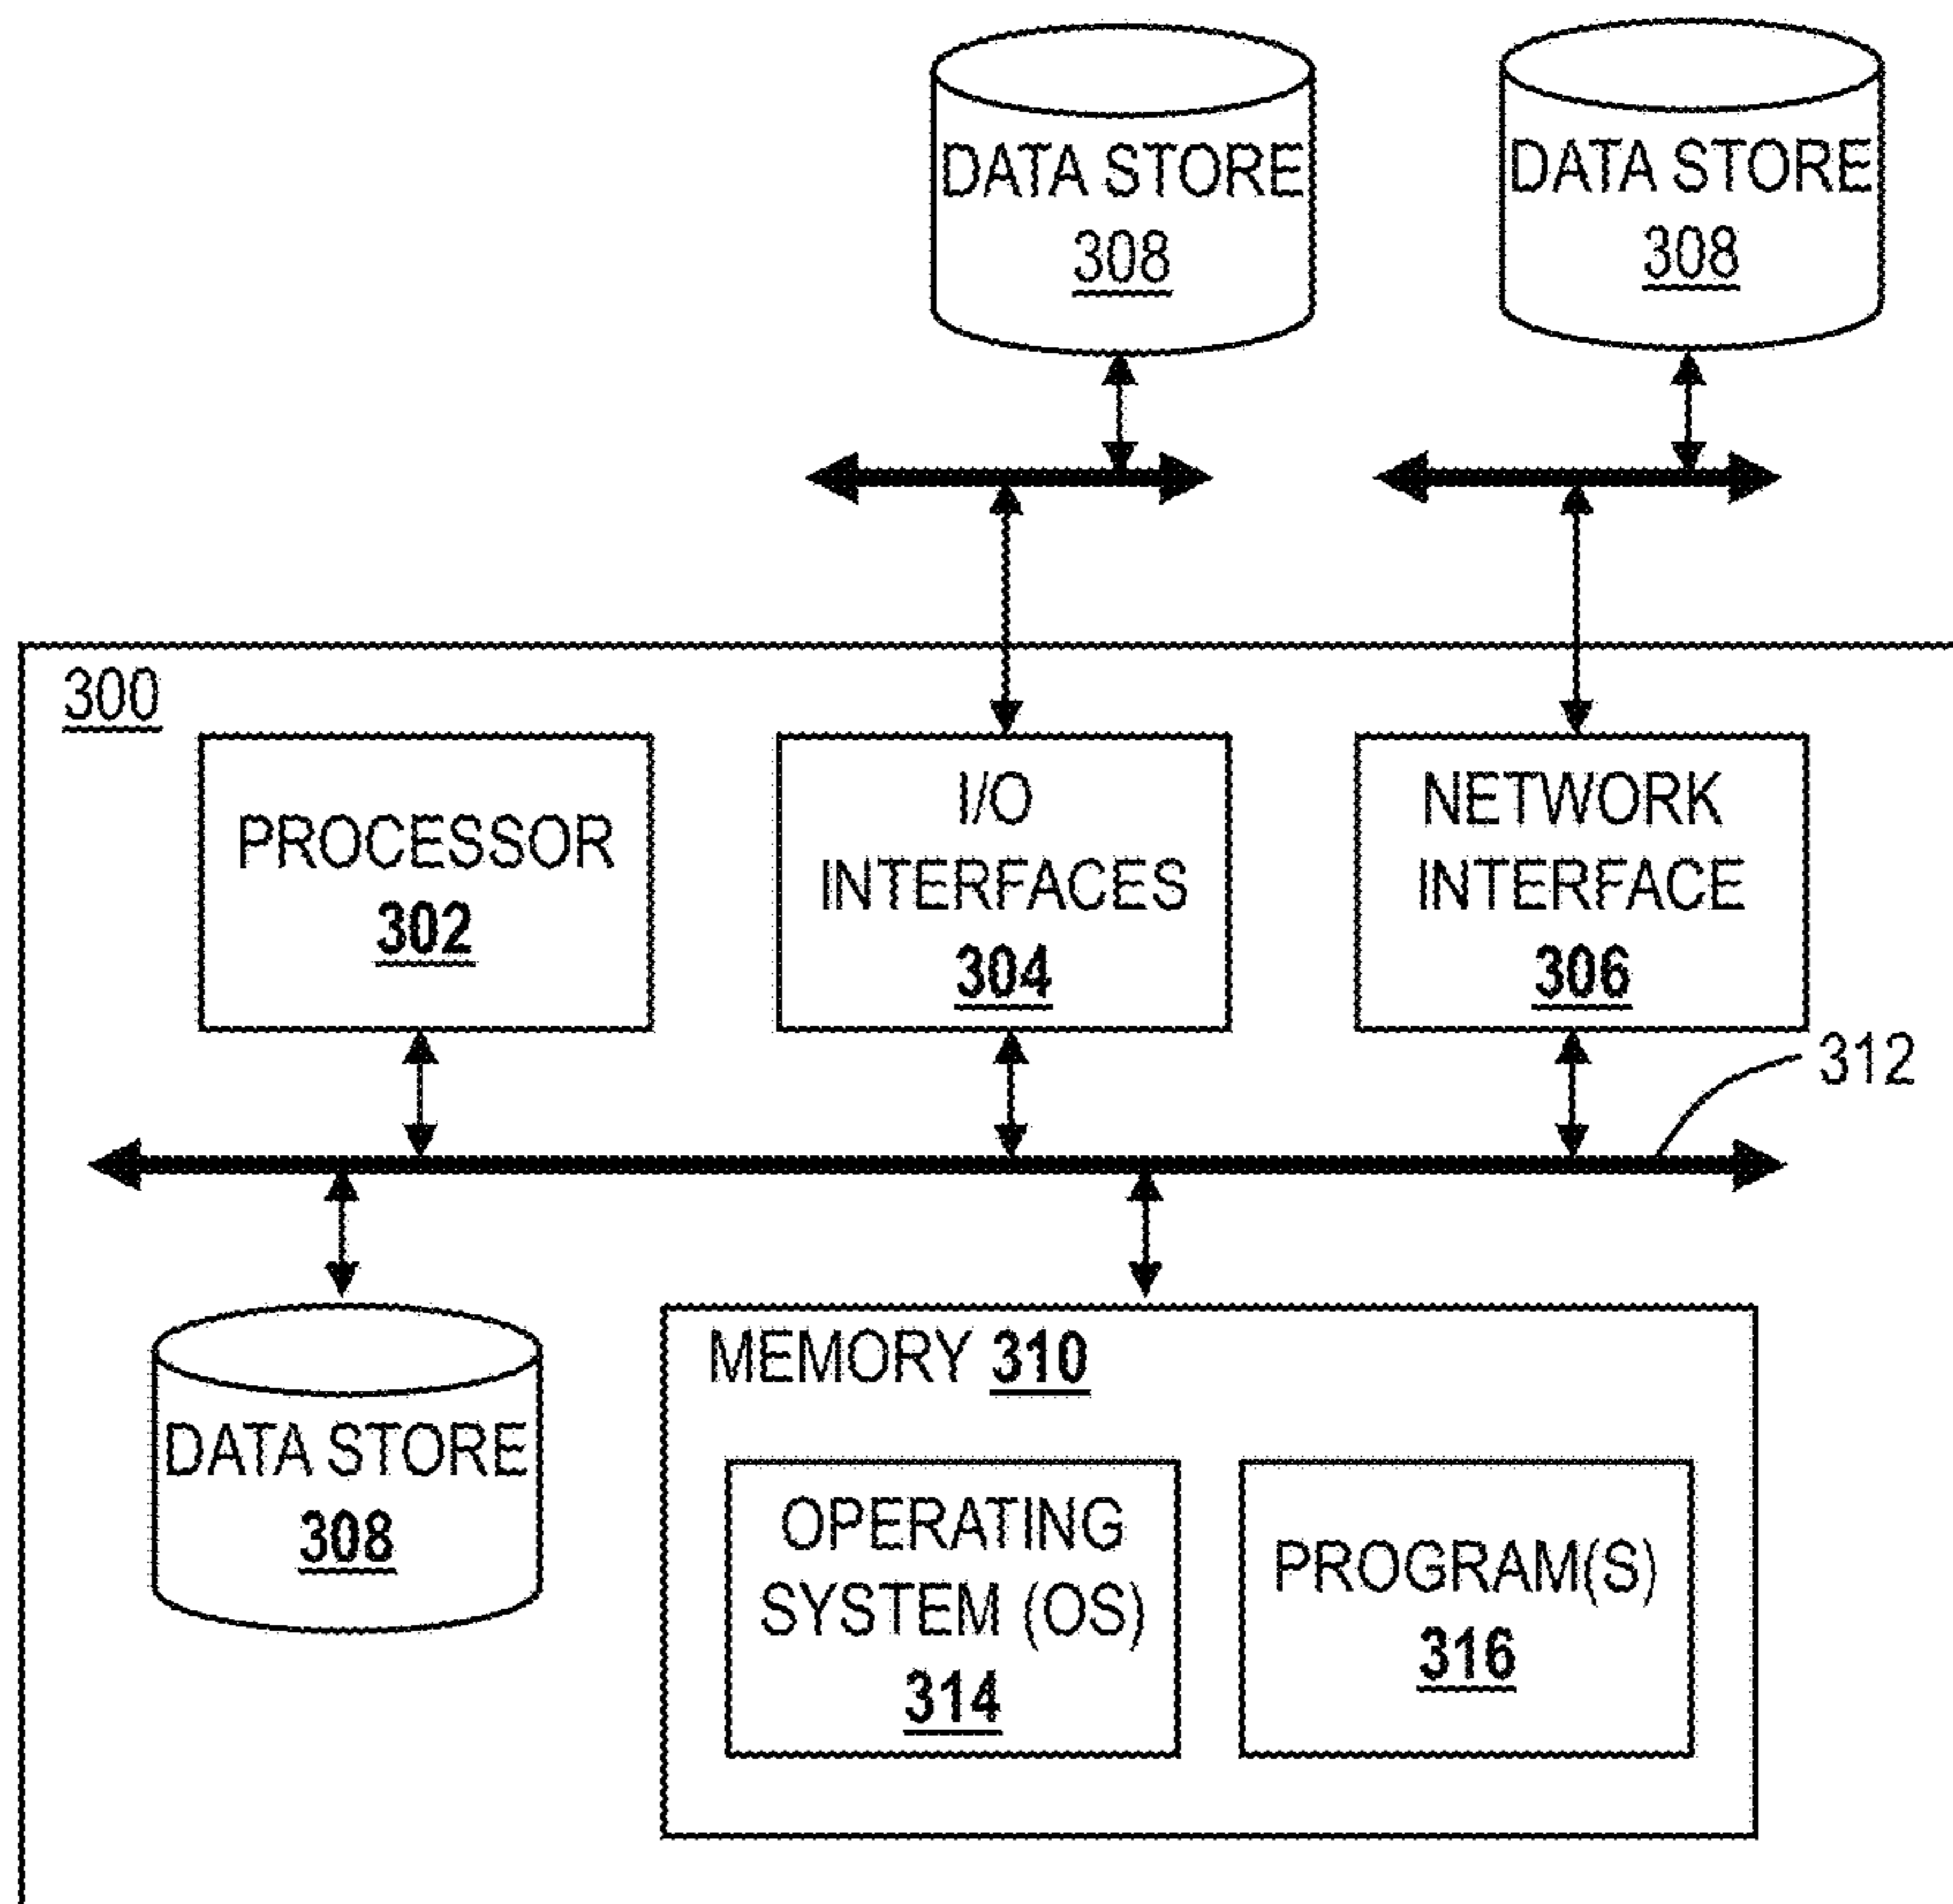 DATA STORE
308
DATA STORE
308
300
PROCESSOR
302
I/O
INTERFACES
304
NETWORK
INTERFACE
306
312
DATA STORE
308
MEMORY 310
OPERATING
SYSTEM (OS)
314
PROGRAM(S)
316